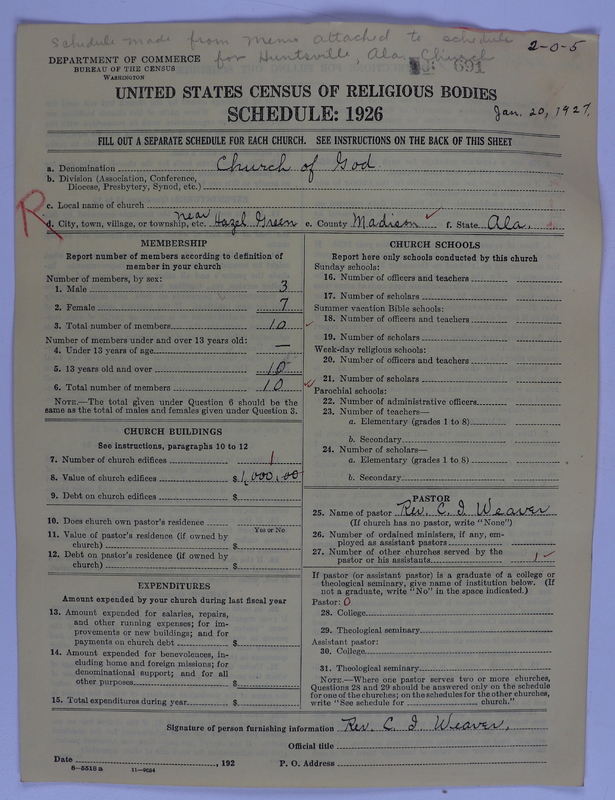 Schedule made from memo attached to schedule
for Huntsville, Ala. Church
2-0-5
DEPARTMENT OF COMMERCE
BUREAU OF THE CENSUS
WASHINGTON
691
UNITED STATES CENSUS OF RELIGIOUS BODIES
SCHEDULE: 1926
Jan. 20, 1927.
FILL OUT A SEPARATE SCHEDULE FOR EACH CHURCH. SEE INSTRUCTIONS ON THE BACK OF THIS SHEET
a. Denomination Church of God
b. Division (Association, Conference,
Diocese, Presbytery, Synod, etc.)
c. Local name of church
R
d. City, town, village, or township, etc. near Hazel Green e. County Madison f. State Ala.
MEMBERSHIP
Report number of members according to definition of
member in your church
Number of members, by sex:
1. Male 3
2. Female 7
3. Total number of members 10
Number of members under and over 13 years old:
4. Under 13 years of age —
5. 13 years old and over 10
6. Total number of members 10
NOTE.—The total given under Question 6 should be the
same as the total of males and females given under Question 3.
CHURCH BUILDINGS
See instructions, paragraphs 10 to 12
7. Number of church edifices 1
8. Value of church edifices $1,000.00
9. Debt on church edifices $
10. Does church own pastor's residence
Yes or No
11. Value of pastor's residence (if owned by
church) $
12. Debt on pastor's residence (if owned by
church) $
EXPENDITURES
Amount expended by your church during last fiscal year
13. Amount expended for salaries, repairs,
and other running expenses; for im-
provements or new buildings; and for
payments on church debt $
14. Amount expended for benevolences, in-
cluding home and foreign missions; for
denominational support; and for all
other purposes $
15. Total expenditures during year $
CHURCH SCHOOLS
Report here only schools conducted by this church
Sunday schools:
16. Number of officers and teachers
17. Number of scholars
Summer vacation Bible schools:
18. Number of officers and teachers
19. Number of scholars
Week-day religious schools:
20. Number of officers and teachers
21. Number of scholars
Parochial schools:
22. Number of administrative officers
23. Number of teachers—
a. Elementary (grades 1 to 8)
b. Secondary
24. Number of scholars—
a. Elementary (grades 1 to 8)
b. Secondary
PASTOR
25. Name of pastor Rev. C. I. Weaver
(If church has no pastor, write "None")
26. Number of ordained ministers, if any, em-
ployed as assistant pastors
27. Number of other churches served by the
pastor or his assistants 1
If pastor (or assistant pastor) is a graduate of a college or
theological seminary, give name of institution below. (If
not a graduate, write "No" in the space indicated.)
Pastor: O
28. College
29. Theological seminary
Assistant pastor:
30. College
31. Theological seminary
NOTE.—Where one pastor serves two or more churches,
Questions 28 and 29 should be answered only on the schedule
for one of the churches; on the schedules for the other churches,
write "See schedule for church."
Signature of person furnishing information Rev. C. I. Weaver.
Official title
Date , 192 P. O. Address
8—5518 a 11—9684